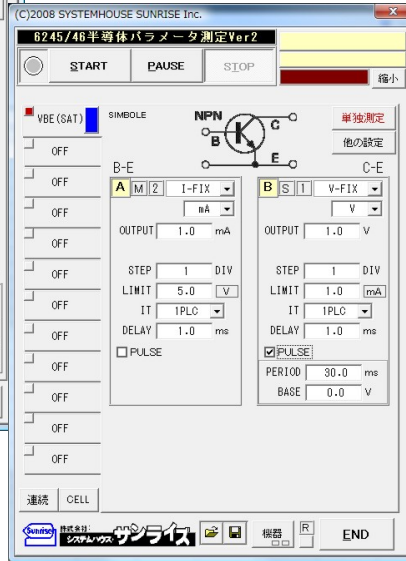 (C)2008 SYSTEMHOUSE SUNRISE Inc.
6245/46半導体パラメータ測定Ver2
START PAUSE STOP
縮小
VBE(SAT) SIMBOLE NPN C B E 単独測定
OFF 他の設定
B-E C-E
OFF A M 2 I-FIX B S 1 V-FIX
OFF mA V
OFF OUTPUT 1.0 mA OUTPUT 1.0 V
OFF STEP 1 DIV STEP 1 DIV
OFF LIMIT 5.0 V LIMIT 1.0 mA
IT 1PLC IT 1PLC
OFF DELAY 1.0 ms DELAY 1.0 ms
OFF PULSE PULSE
PERIOD 30.0 ms
OFF BASE 0.0 V
OFF
OFF
連続 CELL
Sunrise 株式会社 システムハウス サンライズ 機器 R END